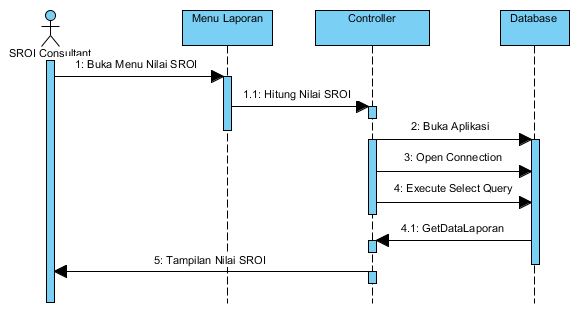 Menu Laporan
Controller
Database
SROI Consultant
1: Buka Menu Nilai SROI
1.1: Hitung Nilai SROI
2: Buka Aplikasi
3: Open Connection
4: Execute Select Query
4.1: GetDataLaporan
5: Tampilan Nilai SROI